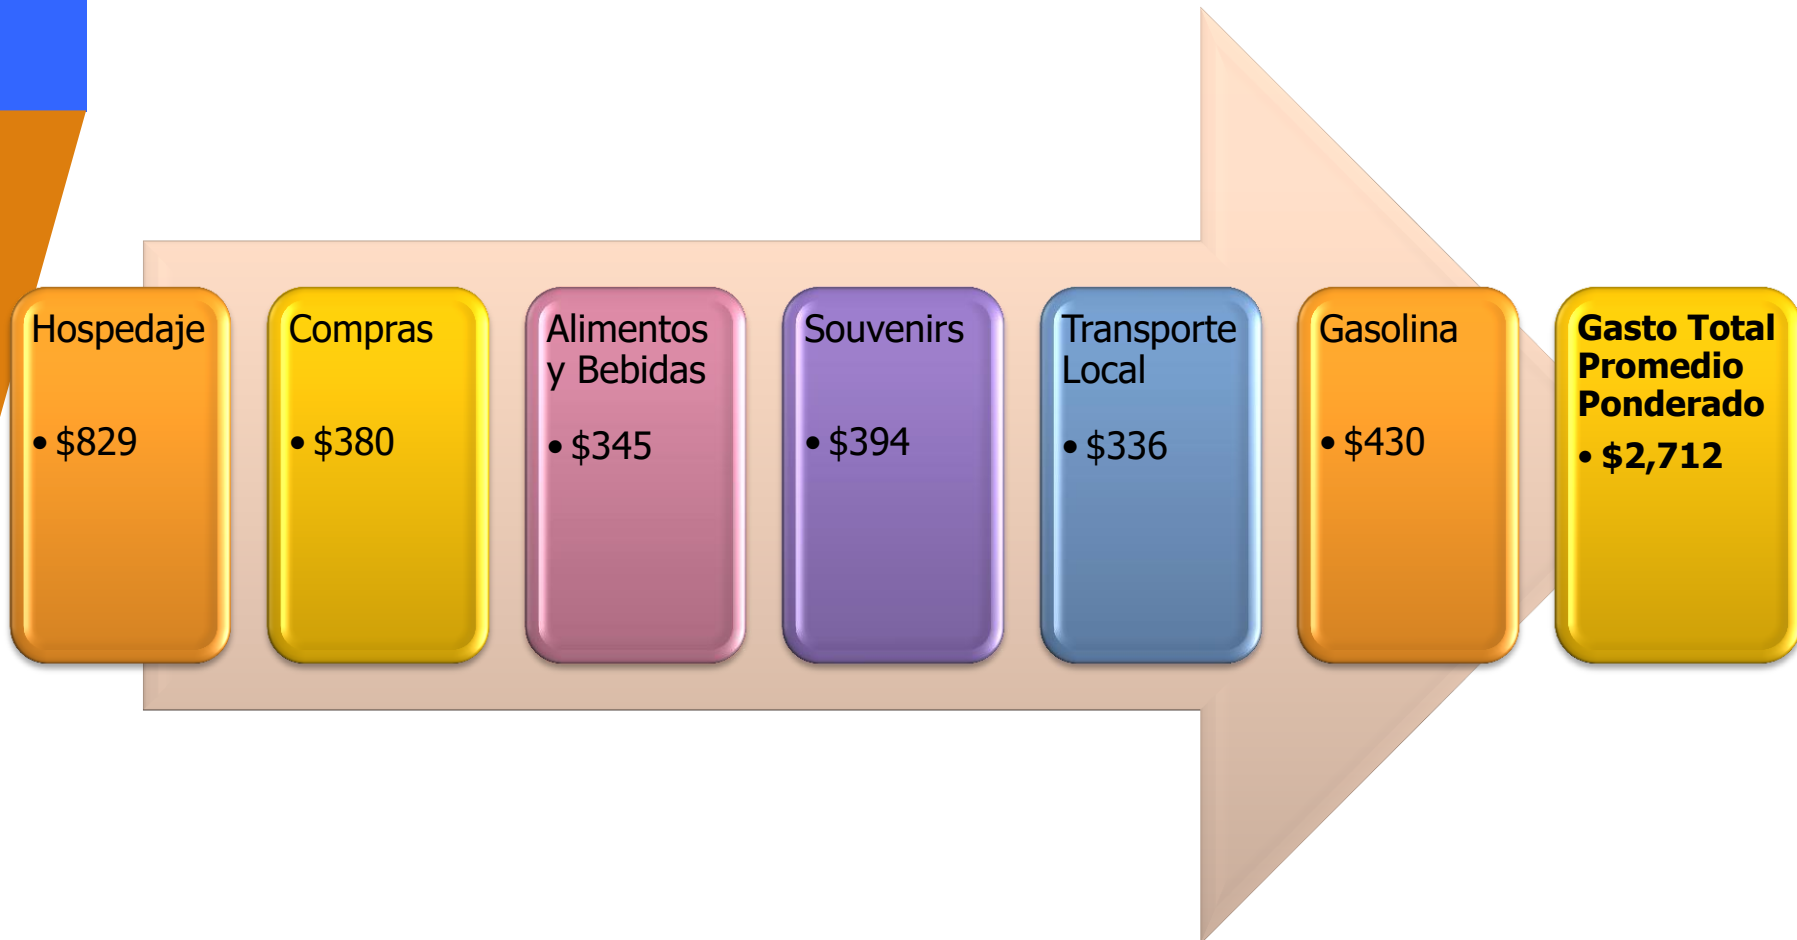 Hospedaje
• $829
Compras
• $380
Alimentos
y Bebidas
• $345
Souvenirs
• $394
Transporte
Local
• $336
Gasolina
• $430
Gasto Total
Promedio
Ponderado
• $2,712